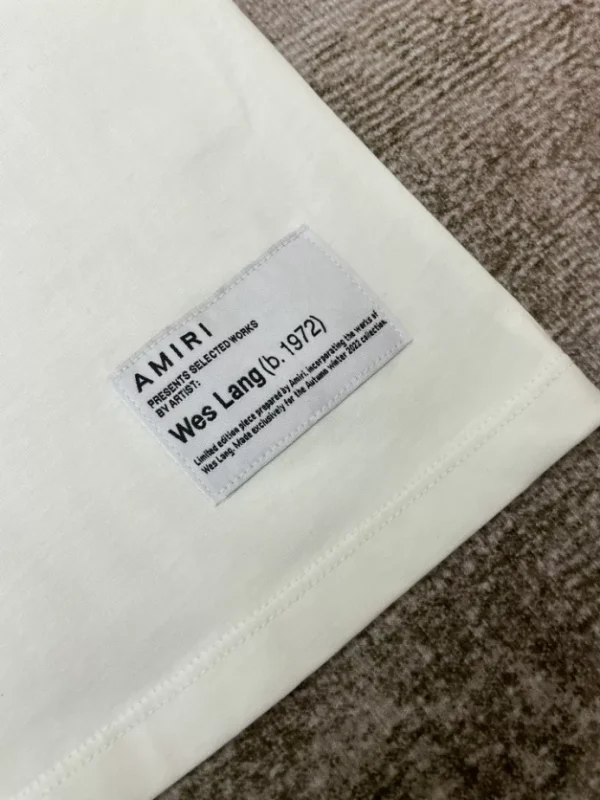 AMIRI
PRESENTS SELECTED WORKS
BY ARTIST:
Wes Lang (b. 1972)
Limited edition piece prepared by Amiri, incorporating the works of
Wes Lang. Made exclusively for the Autumn Winter 2022 collection.